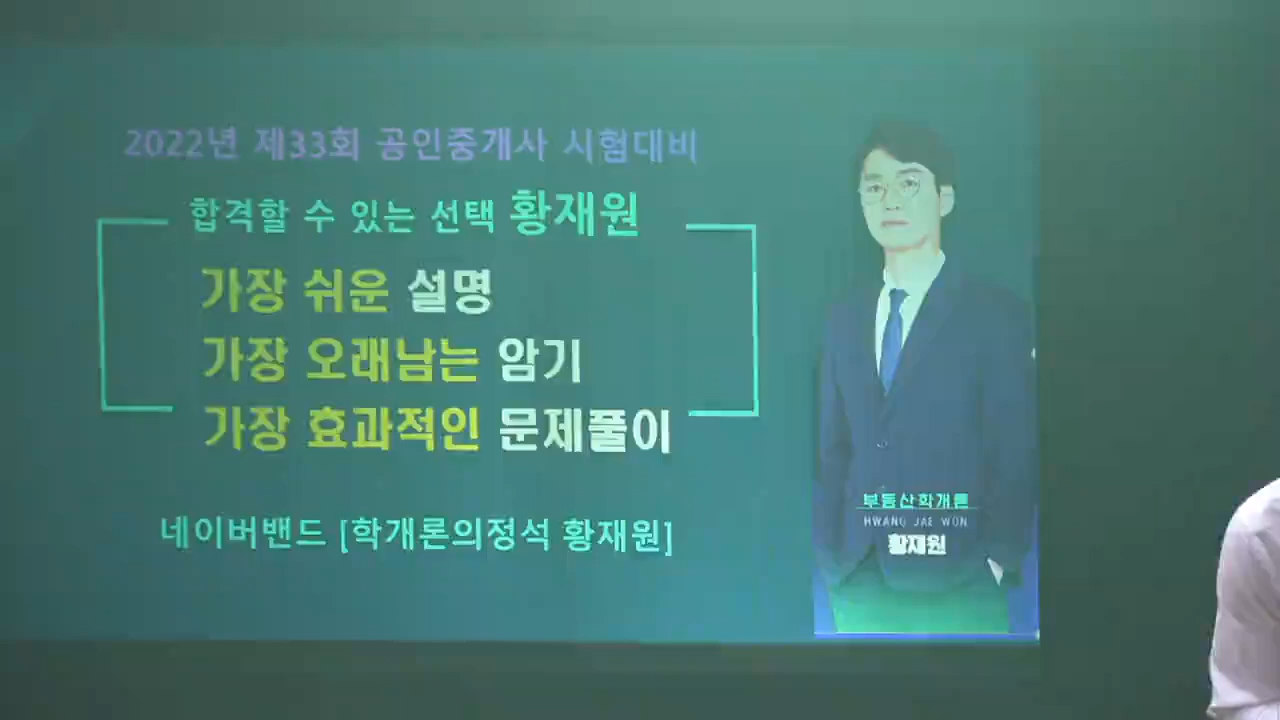 2022년 제33회 공인중개사 시험대비
합격할 수 있는 선택 황재원
가장 쉬운 설명
가장 오래남는 암기
가장 효과적인 문제풀이
네이버밴드 [학개론의정석 황재원]
부동산학개론
HWANG JAE WON
황재원